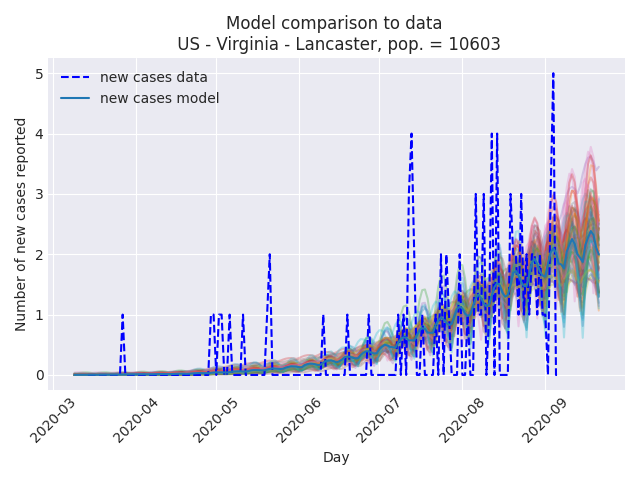 Model comparison to data
US - Virginia - Lancaster, pop. = 10603
new cases data
new cases model
Number of new cases reported
5
4
3
2
1
0
2020-03
2020-04
2020-05
2020-06
2020-07
2020-08
2020-09
Day